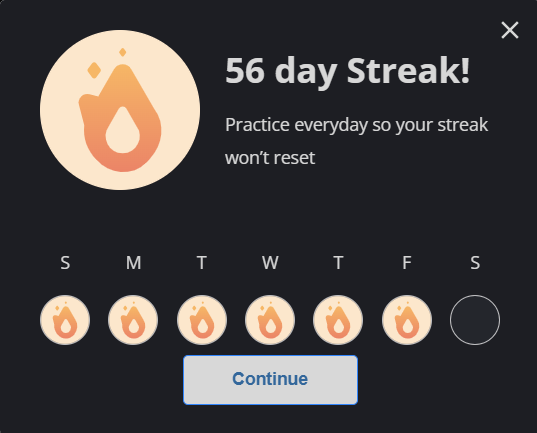 56 day Streak!
Practice everyday so your streak
won't reset
S M T W T F S
Continue